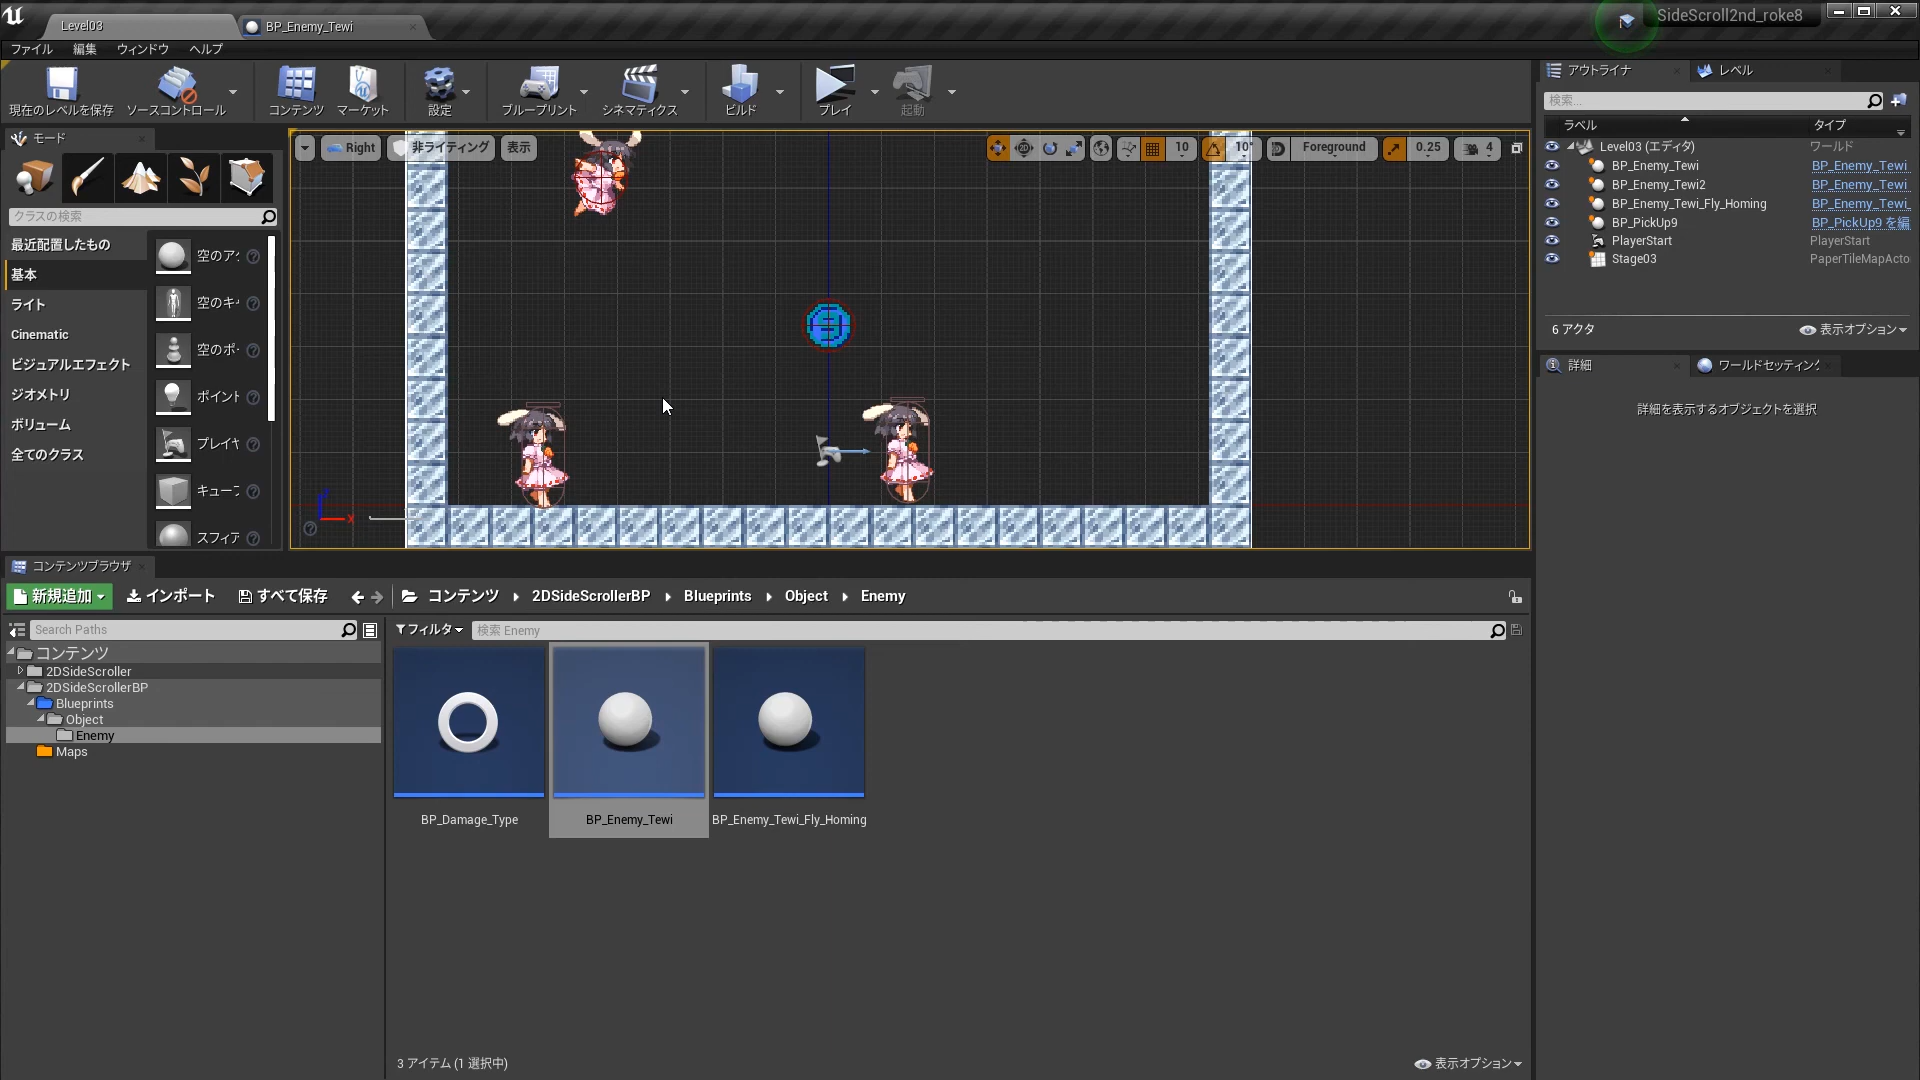 Level03
BP_Enemy_Tewi
SideScroll2nd_roke8
ファイル
編集
ウィンドウ
ヘルプ
現在のレベルを保存
ソースコントロール
コンテンツ
マーケット
設定
ブループリント
シネマティクス
ビルド
プレイ
起動
モード
クラスの検索
最近配置したもの
基本
ライト
Cinematic
ビジュアルエフェクト
ジオメトリ
ボリューム
全てのクラス
空のア
空のキ
空のポ
ポイント
プレイヤ
キュー
スフィア
Right
非ライティング
表示
10
10°
Foreground
0.25
4
X
アウトライナ
レベル
検索...
ラベル
タイプ
Level03 (エディタ)
ワールド
BP_Enemy_Tewi
BP_Enemy_Tewi
BP_Enemy_Tewi2
BP_Enemy_Tewi
BP_Enemy_Tewi_Fly_Homing
BP_Enemy_Tewi_
BP_PickUp9
BP_PickUp9 を編
PlayerStart
PlayerStart
Stage03
PaperTileMapActo
6 アクタ
表示オプション
詳細
ワールドセッティング
詳細を表示するオブジェクトを選択
コンテンツブラウザ
新規追加
インポート
すべて保存
コンテンツ
2DSideScrollerBP
Blueprints
Object
Enemy
Search Paths
フィルタ
検索 Enemy
コンテンツ
2DSideScroller
2DSideScrollerBP
Blueprints
Object
Enemy
Maps
BP_Damage_Type
BP_Enemy_Tewi
BP_Enemy_Tewi_Fly_Homing
3 アイテム (1 選択中)
表示オプション